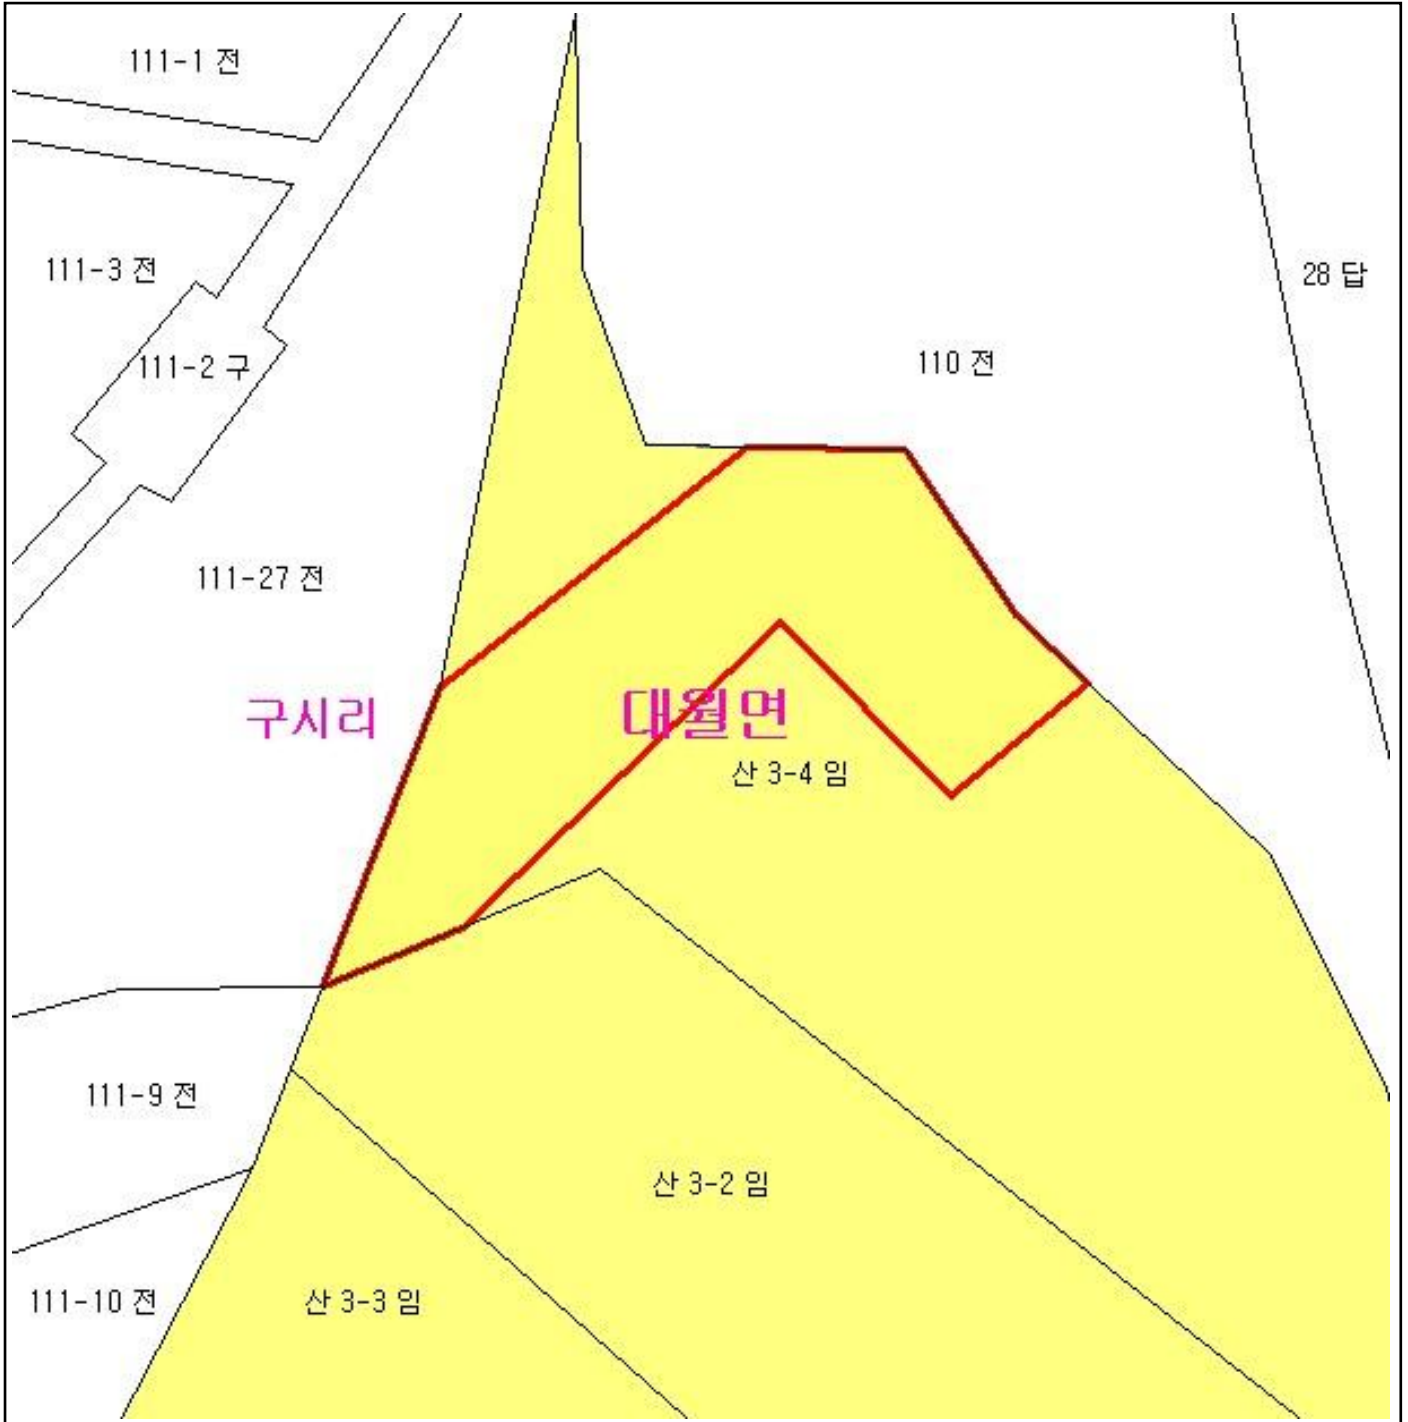 111-1 전
111-3 전
28 답
111-2 구
110 전
111-27 전
구시리
대월면
산 3-4 임
111-9 전
산 3-2 임
111-10 전
산 3-3 임